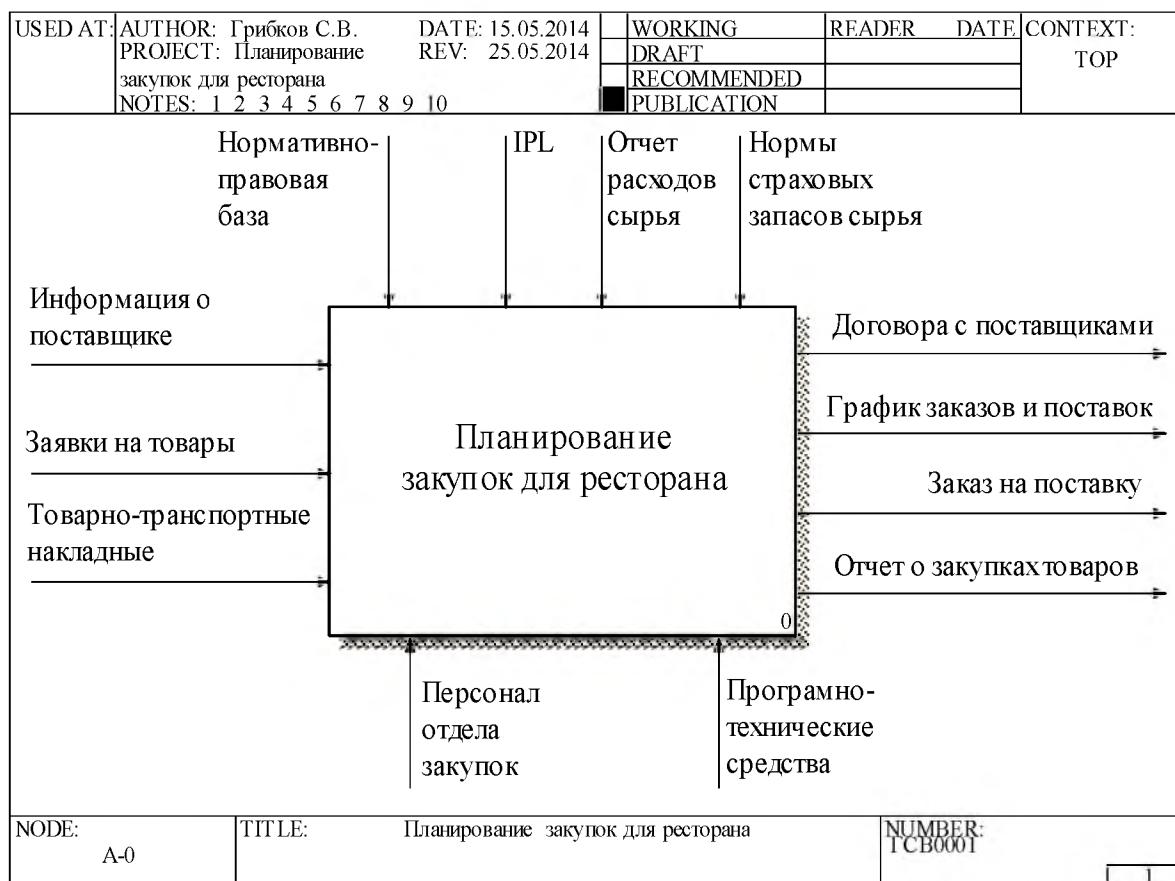 USED AT: AUTHOR: Грибков С.В. DATE: 15.05.2014 WORKING READER DATE CONTEXT:
PROJECT: Планирование REV: 25.05.2014 DRAFT TOP
закупок для ресторана RECOMMENDED
NOTES: 1 2 3 4 5 6 7 8 9 10 PUBLICATION
Нормативно-
правовая
база
IPL
Отчет
расходов
сырья
Нормы
страховых
запасов сырья
Информация о
поставщике
Заявки на товары
Товарно-транспортные
накладные
Планирование
закупок для ресторана
0
Договора с поставщиками
График заказов и поставок
Заказ на поставку
Отчет о закупках товаров
Персонал
отдела
закупок
Програмно-
технические
средства
NODE: TITLE: Планирование закупок для ресторана NUMBER:
A-0 TCB0001
1